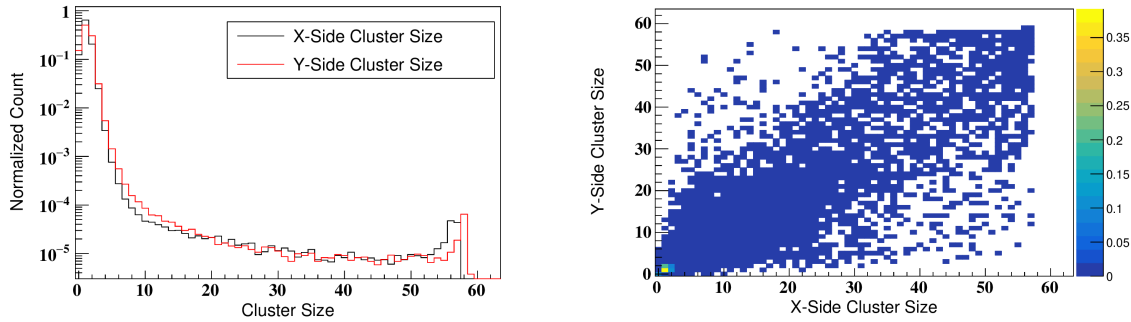 1
10⁻¹
10⁻²
10⁻³
10⁻⁴
10⁻⁵
Normalized Count
X-Side Cluster Size
Y-Side Cluster Size
0 10 20 30 40 50 60
Cluster Size
60
50
40
30
20
10
0
Y-Side Cluster Size
0 10 20 30 40 50 60
X-Side Cluster Size
0.35
0.3
0.25
0.2
0.15
0.1
0.05
0